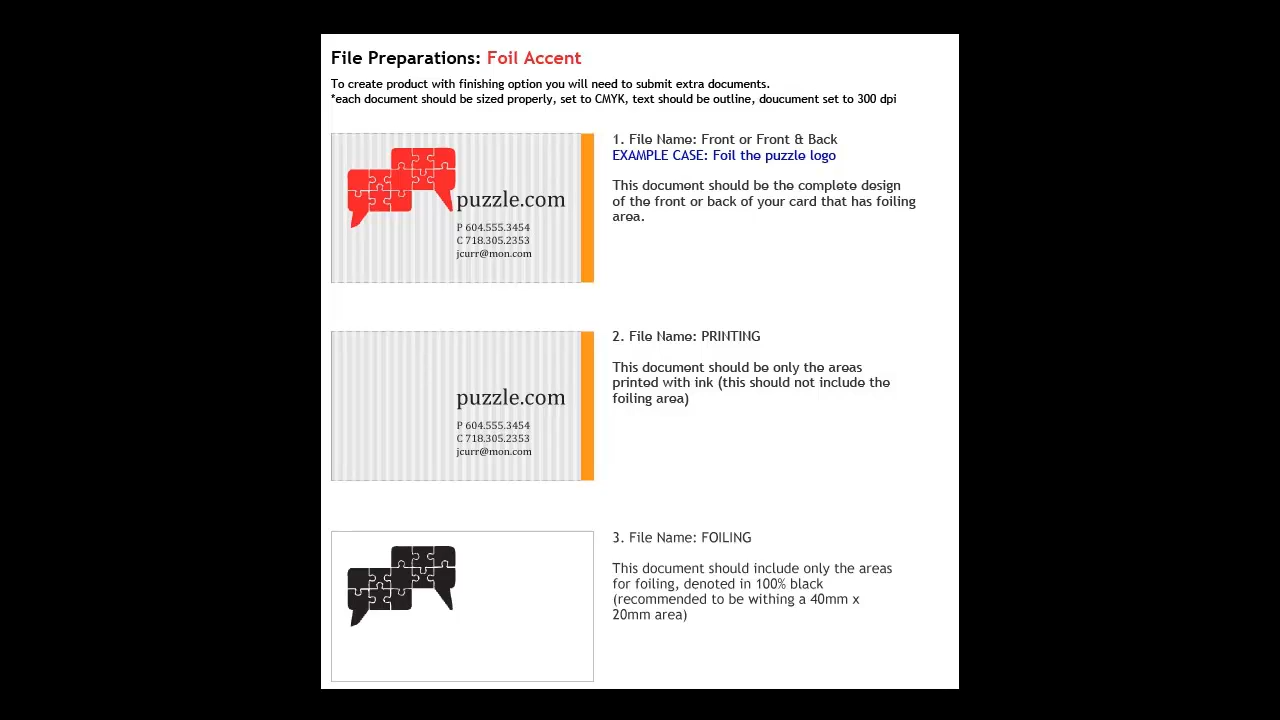 File Preparations: Foil Accent
To create product with finishing option you will need to submit extra documents.
*each document should be sized properly, set to CMYK, text should be outline, doucument set to 300 dpi
puzzle.com
P 604.555.3454
C 718.305.2353
jcurr@mon.com
1. File Name: Front or Front & Back
EXAMPLE CASE: Foil the puzzle logo
This document should be the complete design
of the front or back of your card that has foiling
area.
puzzle.com
P 604.555.3454
C 718.305.2353
jcurr@mon.com
2. File Name: PRINTING
This document should be only the areas
printed with ink (this should not include the
foiling area)
3. File Name: FOILING
This document should include only the areas
for foiling, denoted in 100% black
(recommended to be withing a 40mm x
20mm area)